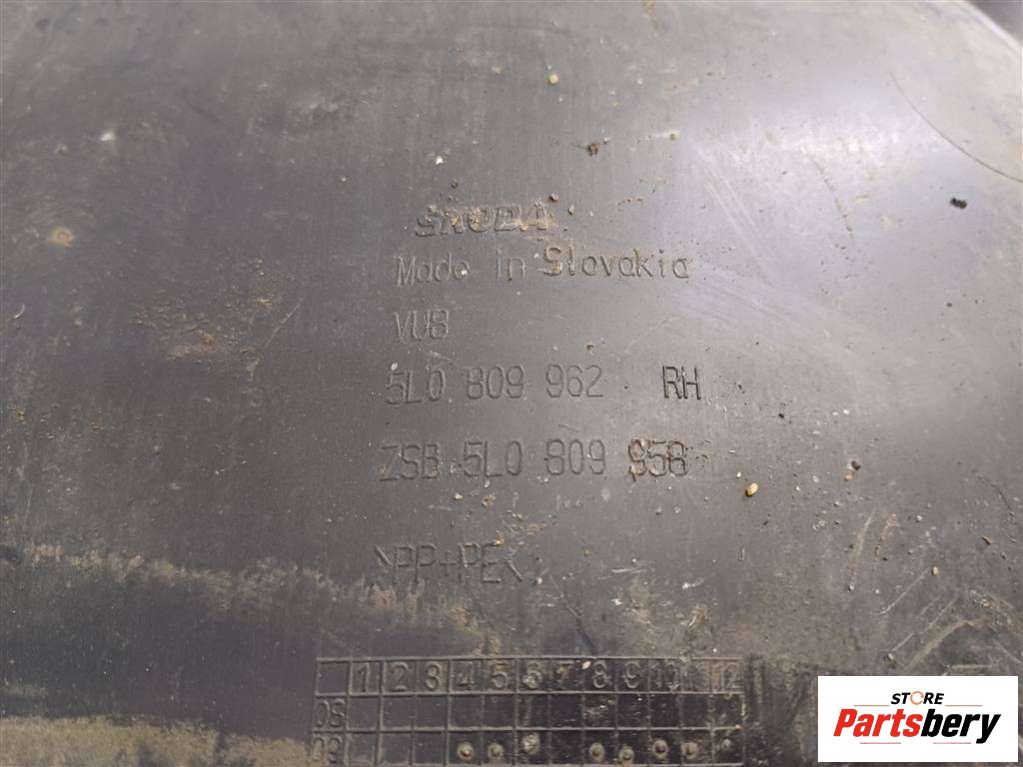 ŠKODA
Made in Slovakia
VUB
5L0 809 962 RH
ZSB 5L0 809 958
>PP+PE<
1 2 3 4 5 6 7 8 9 10 11 12
08
09
STORE
Partsbery